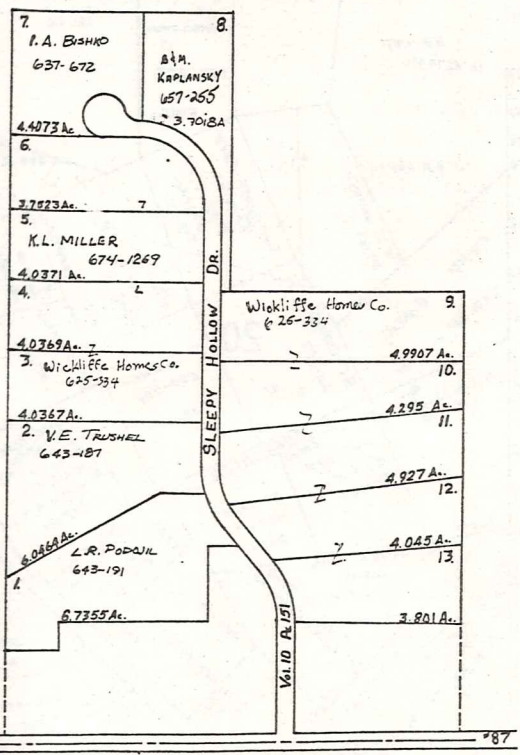 7.
8.
P. A. BISHKO
637-672
B & M.
KAPLANSKY
657-255
3.7018A
4.4073 Ac.
6.
3.7523 Ac.
5.
K.L. MILLER
674-1269
4.0371 Ac.
4.
SLEEPY HOLLOW DR.
Wickliffe Homes Co.
625-334
9.
4.0369 Ac.
3. Wickliffe Homes Co.
625-334
4.9907 Ac.
10.
4.0367 Ac.
2. V.E. TRUSHEL
643-187
4.295 Ac.
11.
4.927 Ac.
12.
6.0464 Ac.
1.
643-191
4.045 Ac.
13.
6.7355 Ac.
3.801 Ac.
Vol.10 Pg.151
87